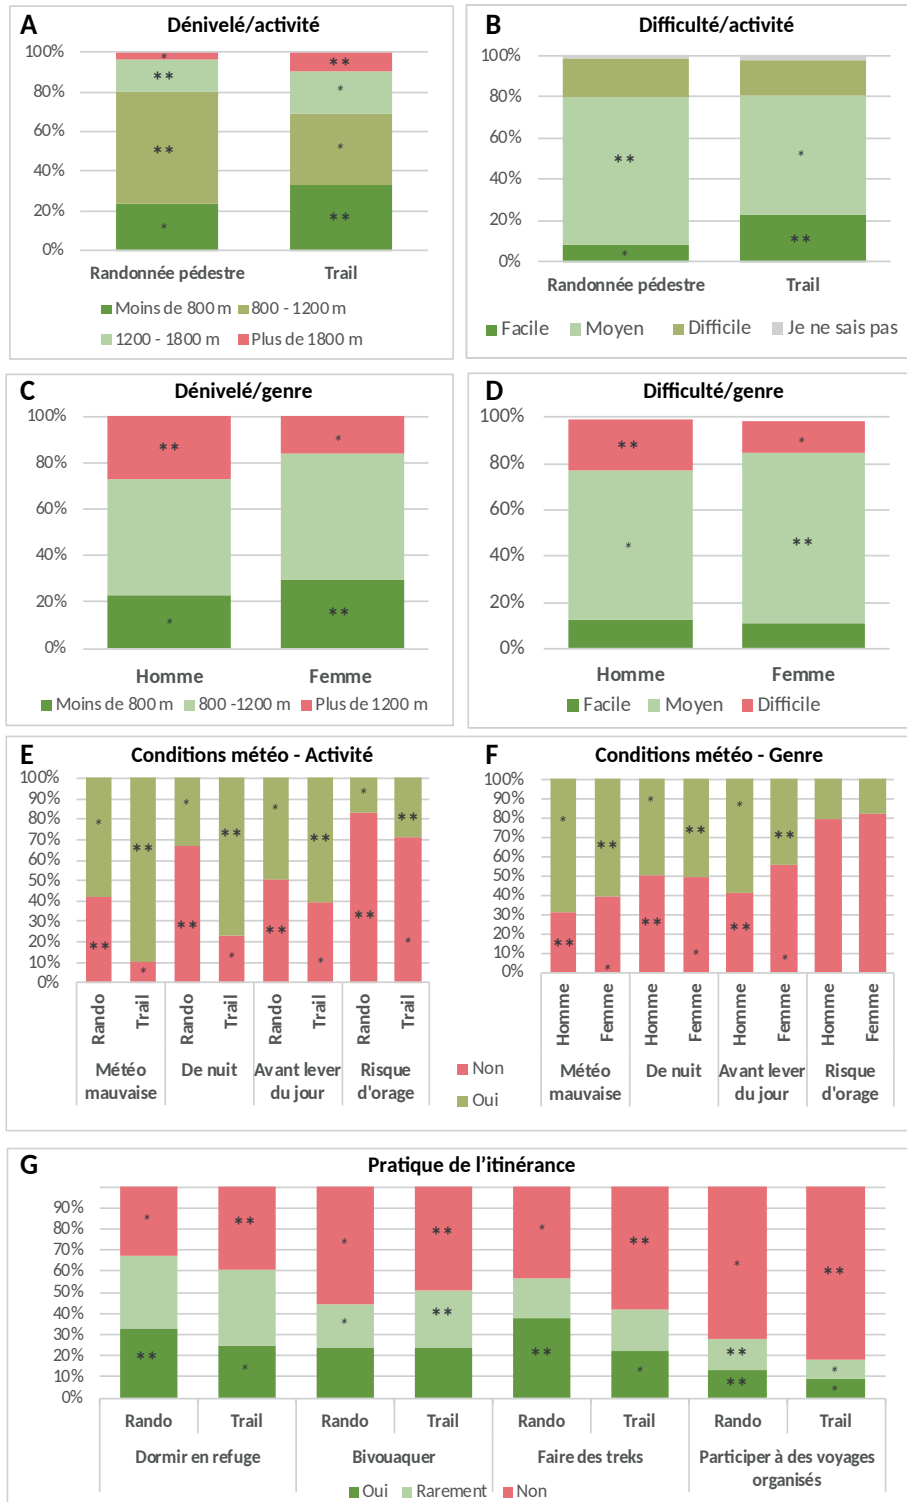 A
Dénivelé/activité
100%
80%
60%
40%
20%
0%
*
**
**
*
**
*
*
**
Randonnée pédestre
Trail
Moins de 800 m
800 - 1200 m
1200 - 1800 m
Plus de 1800 m
B
Difficulté/activité
100%
80%
60%
40%
20%
0%
**
*
*
**
Randonnée pédestre
Trail
Facile
Moyen
Difficile
Je ne sais pas
C
Dénivelé/genre
100%
80%
60%
40%
20%
0%
**
*
*
**
Homme
Femme
Moins de 800 m
800 -1200 m
Plus de 1200 m
D
Difficulté/genre
100%
80%
60%
40%
20%
0%
**
*
*
**
Homme
Femme
Facile
Moyen
Difficile
E
Conditions météo - Activité
100%
90%
80%
70%
60%
50%
40%
30%
20%
10%
0%
*
**
**
*
*
**
**
*
*
**
**
*
*
**
**
*
Rando
Trail
Rando
Trail
Rando
Trail
Rando
Trail
Météo mauvaise
De nuit
Avant lever du jour
Risque d'orage
Non
Oui
F
Conditions météo - Genre
100%
90%
80%
70%
60%
50%
40%
30%
20%
10%
0%
*
**
**
*
*
**
**
*
*
**
**
*
Homme
Femme
Homme
Femme
Homme
Femme
Homme
Femme
Météo mauvaise
De nuit
Avant lever du jour
Risque d'orage
G
Pratique de l’itinérance
90%
80%
70%
60%
50%
40%
30%
20%
10%
0%
*
**
**
*
*
*
**
**
*
**
**
*
*
**
**
**
*
*
Rando
Trail
Rando
Trail
Rando
Trail
Rando
Trail
Dormir en refuge
Bivouaquer
Faire des treks
Participer à des voyages
organisés
Oui
Rarement
Non